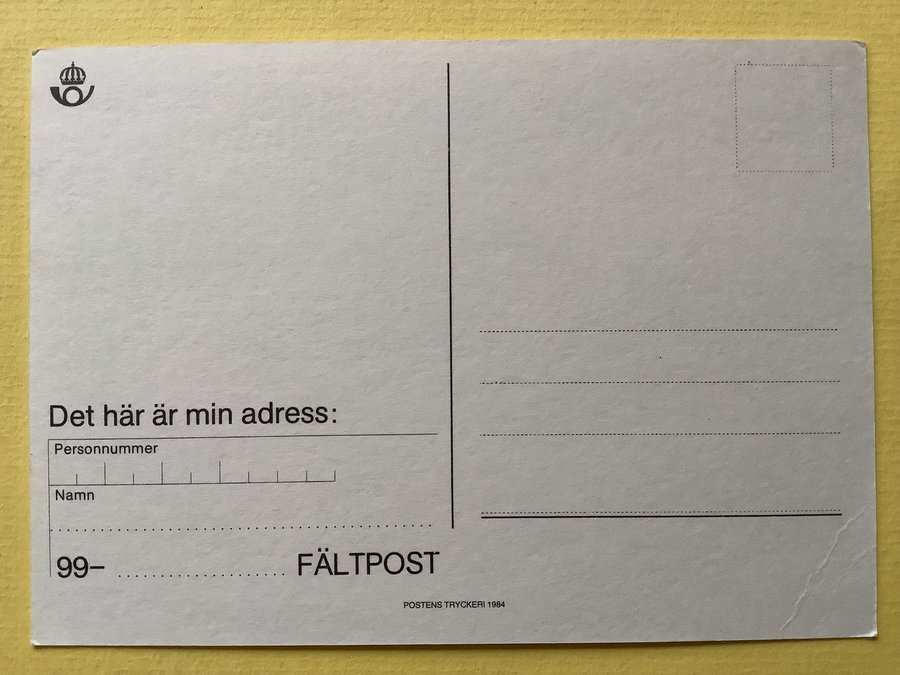 Det här är min adress:
Personnummer
Namn
99– FÄLTPOST
POSTENS TRYCKERI 1984